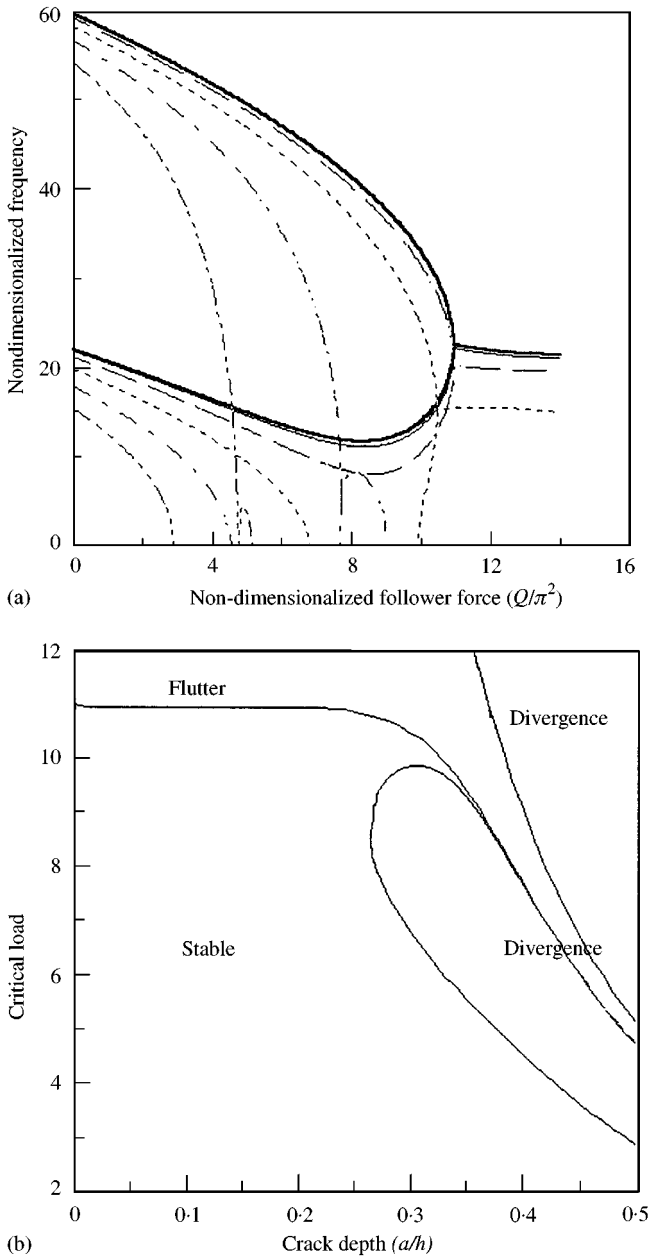 60
40
20
0
Nondimensionalized frequency
0 4 8 12 16
(a) Non-dimensionalized follower force (Q/π²)
12
10
8
6
4
2
Critical load
Flutter
Divergence
Stable
Divergence
0 0·1 0·2 0·3 0·4 0·5
(b) Crack depth (a/h)